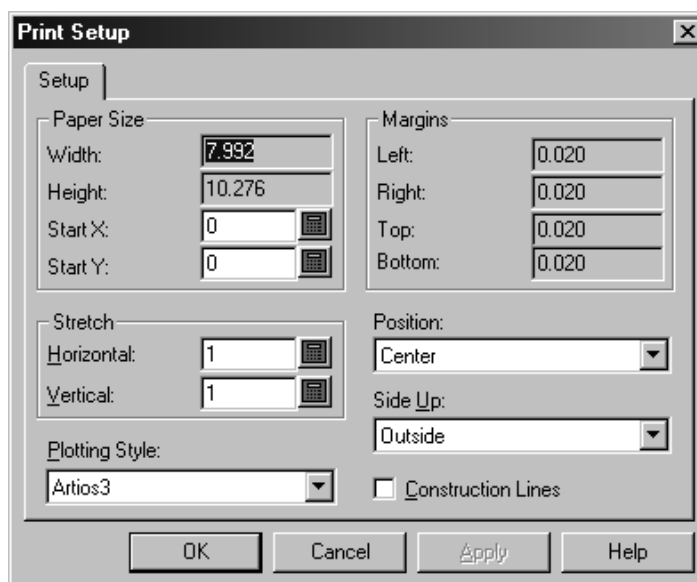 Print Setup
Setup
Paper Size
Width: 7.992
Height: 10.276
Start X: 0
Start Y: 0
Margins
Left: 0.020
Right: 0.020
Top: 0.020
Bottom: 0.020
Stretch
Horizontal: 1
Vertical: 1
Position:
Center
Side Up:
Outside
Plotting Style:
Artios3
Construction Lines
OK Cancel Apply Help